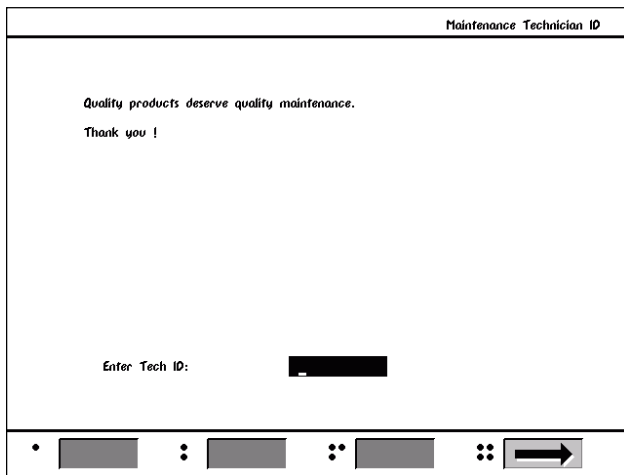 Maintenance Technician ID
Quality products deserve quality maintenance.
Thank you !
Enter Tech ID: